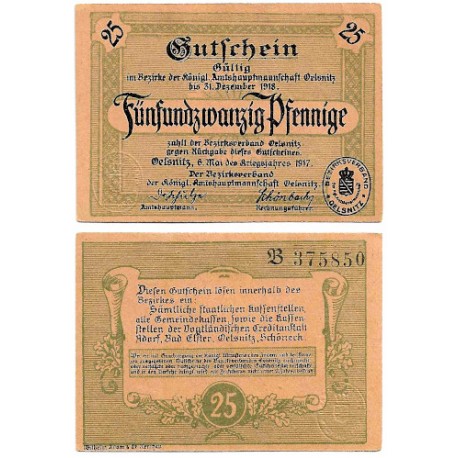 25
Gutschein
25
Gültig
im Bezirke der Königl. Amtshauptmannschaft Oelsnitz
bis 31. Dezember 1918.
Fünfundzwanzig Pfennige
zahlt der Bezirksverband Oelsnitz
gegen Rückgabe dieses Gutscheines.
Oelsnitz, 6. Mai des Kriegsjahres 1917.
Der Bezirksverband
der Königl. Amtshauptmannschaft Oelsnitz.
Schönbach
Amtshauptmann.
Rechnungsführer.
BEZIRKSVERBAND
OELSNITZ
B 375850
Diesen Gutschein lösen innerhalb des
Bezirkes ein:
Sämtliche staatlichen Kassenstellen,
alle Gemeindekassen, sowie die Kassen-
stellen der Vogtländischen Creditanstalt
Adorf, Bad Elster, Oelsnitz, Schöneck.
25